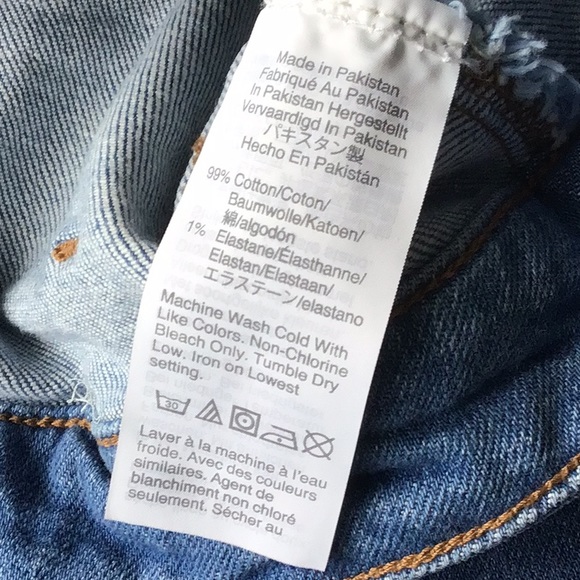 Made in Pakistan
Fabriqué Au Pakistan
In Pakistan Hergestellt
Vervaardigd In Pakistan
パキスタン製
Hecho En Pakistán
99% Cotton/Coton/
Baumwolle/Katoen/
綿/algodón
1% Elastane/Élasthanne/
Elastan/Elastaan/
エラステーン/elastano
Machine Wash Cold With
Like Colors. Non-Chlorine
Bleach Only. Tumble Dry
Low. Iron on Lowest
setting.
30
Laver à la machine à l'eau
froide. Avec des couleurs
similaires. Agent de
blanchiment non chloré
seulement. Sécher au